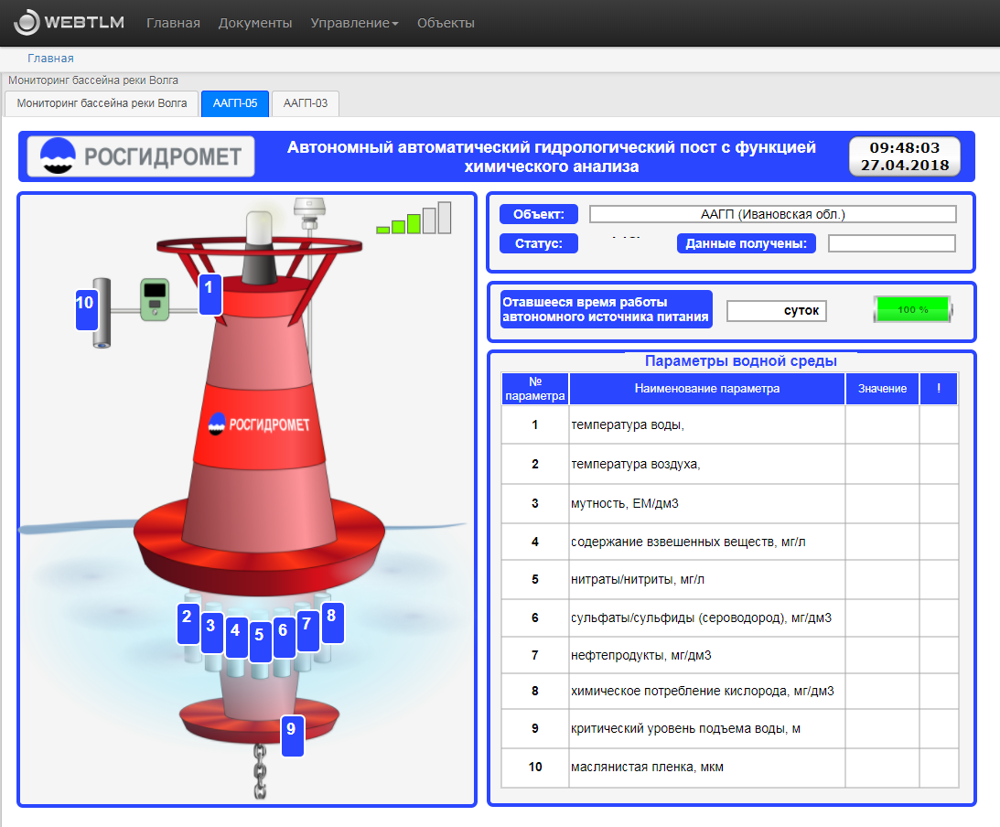 WEBTLM Главная Документы Управление Объекты
Главная
Мониторинг бассейна реки Волга
Мониторинг бассейна реки Волга ААГП-05 ААГП-03
РОСГИДРОМЕТ
Автономный автоматический гидрологический пост с функцией
химического анализа
09:48:03
27.04.2018
1
10
РОСГИДРОМЕТ
2 3 4 5 6 7 8
9
Объект: ААГП (Ивановская обл.)
Статус: Данные получены:
Отавшееся время работы
автономного источника питания
суток
100 %
Параметры водной среды
№
параметра
Наименование параметра Значение !
1 температура воды,
2 температура воздуха,
3 мутность, ЕМ/дм3
4 содержание взвешенных веществ, мг/л
5 нитраты/нитриты, мг/л
6 сульфаты/сульфиды (сероводород), мг/дм3
7 нефтепродукты, мг/дм3
8 химическое потребление кислорода, мг/дм3
9 критический уровень подъема воды, м
10 маслянистая пленка, мкм